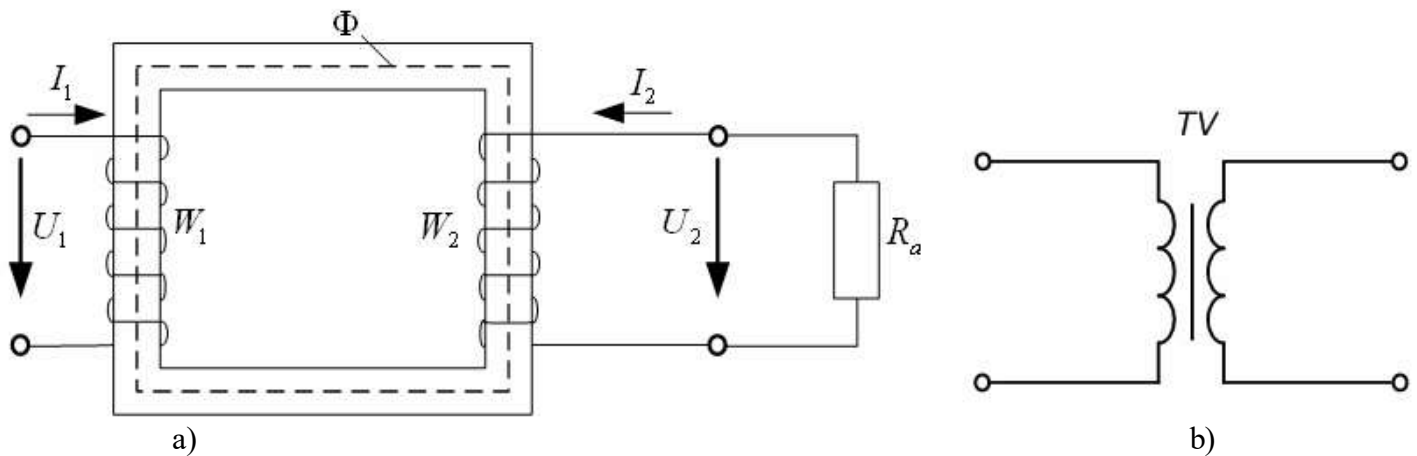 Φ
I₁
I₂
TV
U₁
W₁
W₂
U₂
Rₐ
a)
b)